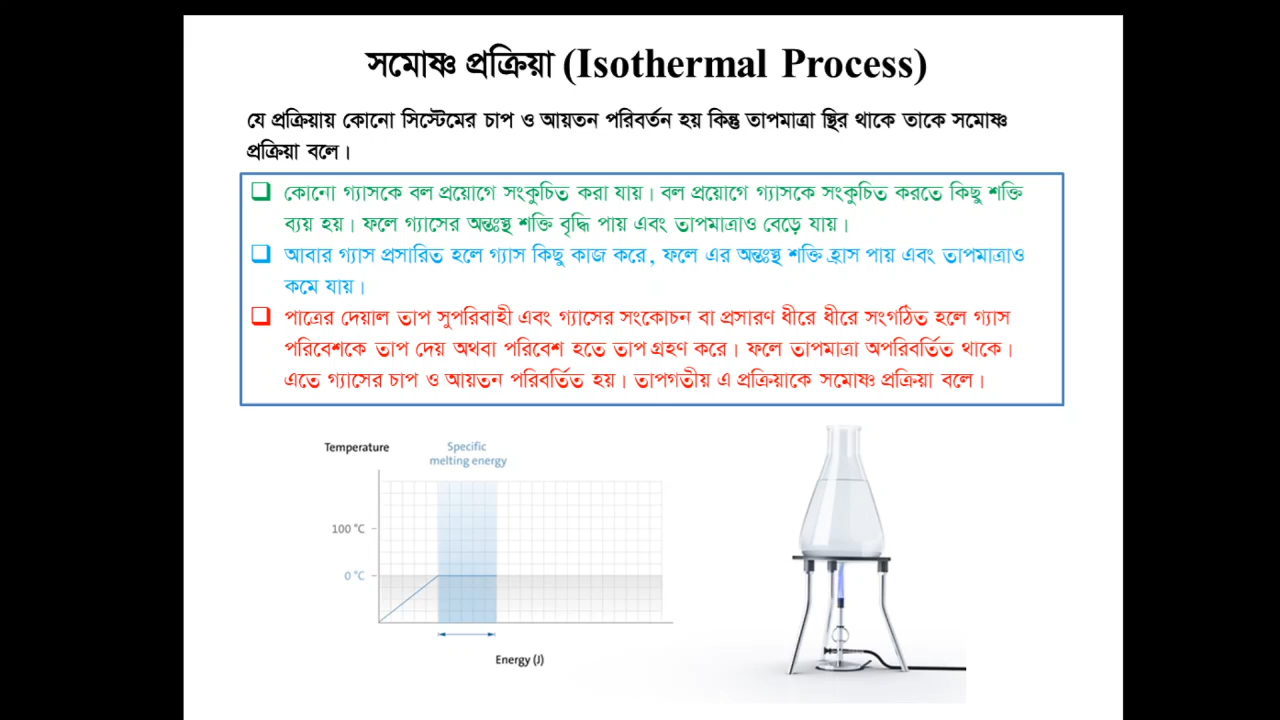 সমোষ্ণ প্রক্রিয়া (Isothermal Process)
যে প্রক্রিয়ায় কোনো সিস্টেমের চাপ ও আয়তন পরিবর্তন হয় কিন্তু তাপমাত্রা স্থির থাকে তাকে সমোষ্ণ
প্রক্রিয়া বলে।
কোনো গ্যাসকে বল প্রয়োগে সংকুচিত করা যায়। বল প্রয়োগে গ্যাসকে সংকুচিত করতে কিছু শক্তি
ব্যয় হয়। ফলে গ্যাসের অন্তঃস্থ শক্তি বৃদ্ধি পায় এবং তাপমাত্রাও বেড়ে যায়।
আবার গ্যাস প্রসারিত হলে গ্যাস কিছু কাজ করে, ফলে এর অন্তঃস্থ শক্তি হ্রাস পায় এবং তাপমাত্রাও
কমে যায়।
পাত্রের দেয়াল তাপ সুপরিবাহী এবং গ্যাসের সংকোচন বা প্রসারণ ধীরে ধীরে সংগঠিত হলে গ্যাস
পরিবেশকে তাপ দেয় অথবা পরিবেশ হতে তাপ গ্রহণ করে। ফলে তাপমাত্রা অপরিবর্তিত থাকে।
এতে গ্যাসের চাপ ও আয়তন পরিবর্তিত হয়। তাপগতীয় এ প্রক্রিয়াকে সমোষ্ণ প্রক্রিয়া বলে।
Temperature
Specific
melting energy
100 °C
0 °C
Energy (J)